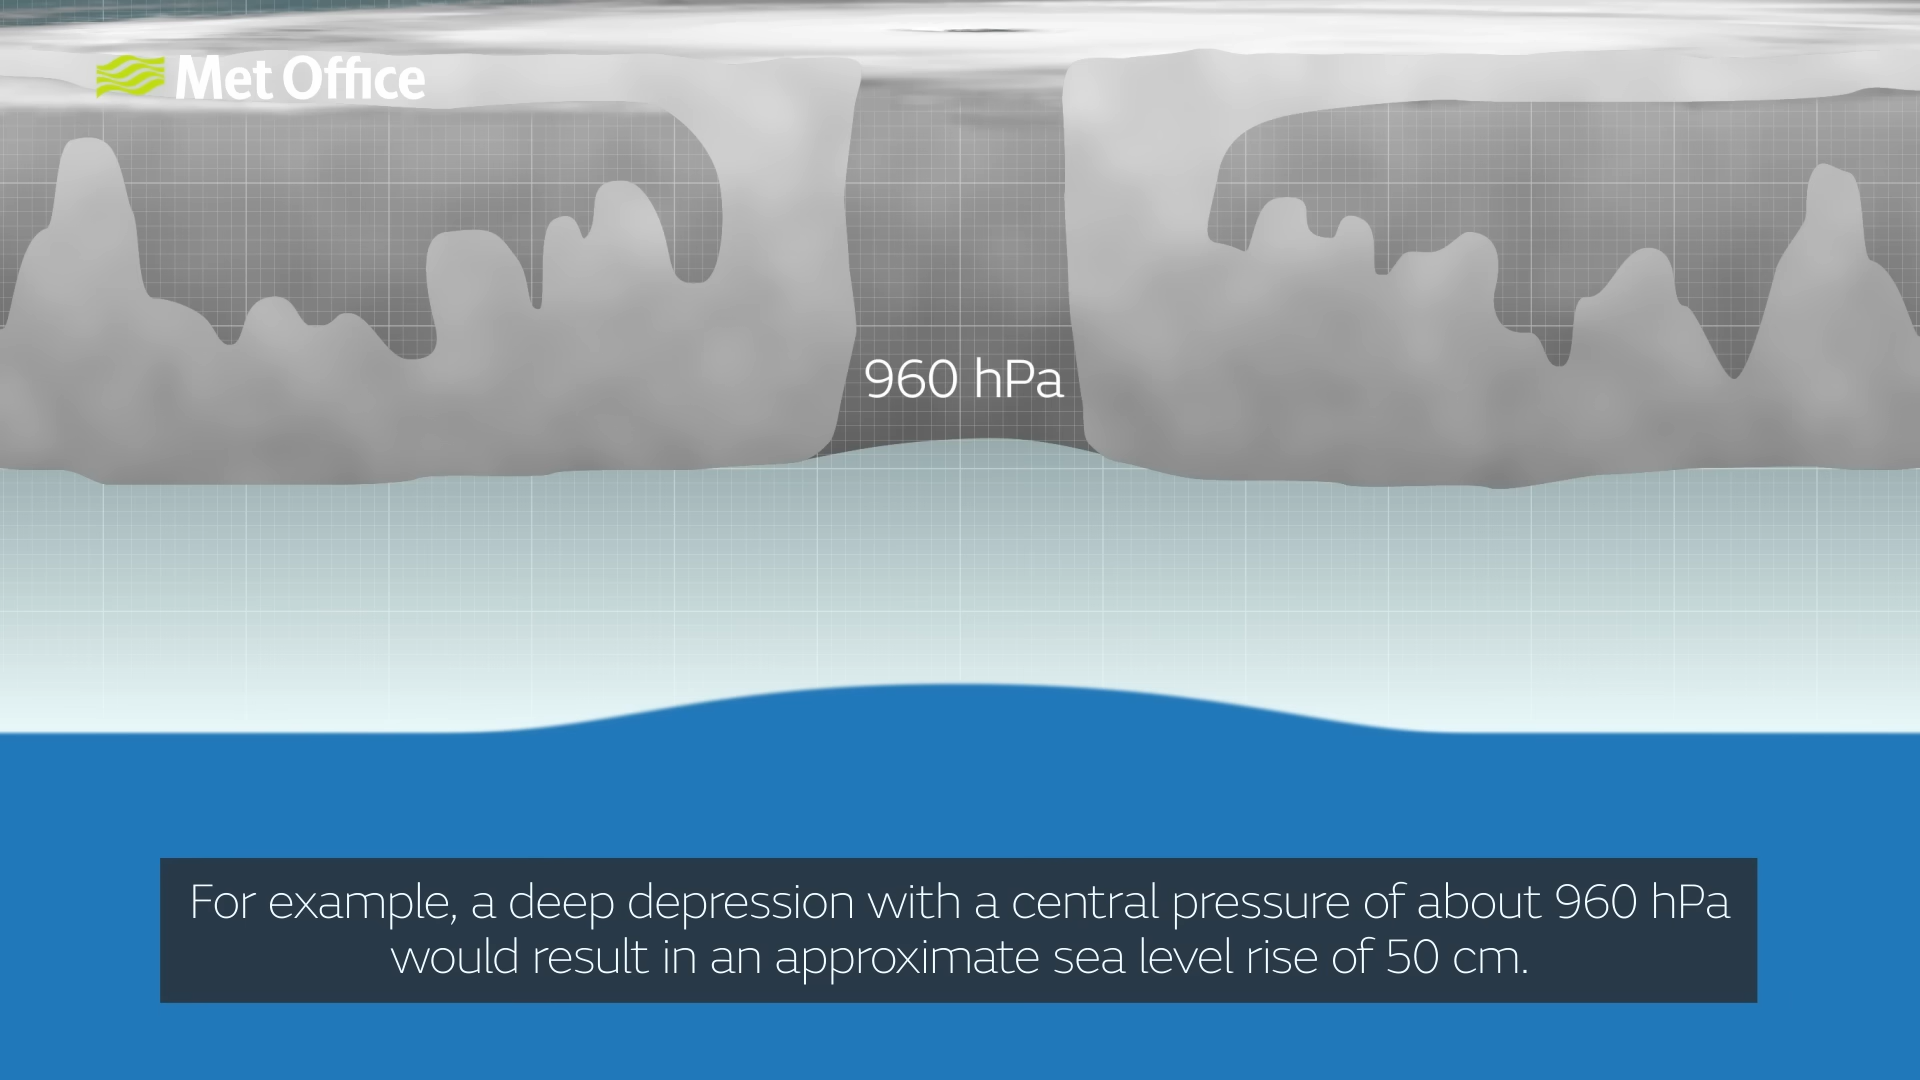 Met Office
960 hPa
For example, a deep depression with a central pressure of about 960 hPa
would result in an approximate sea level rise of 50 cm.